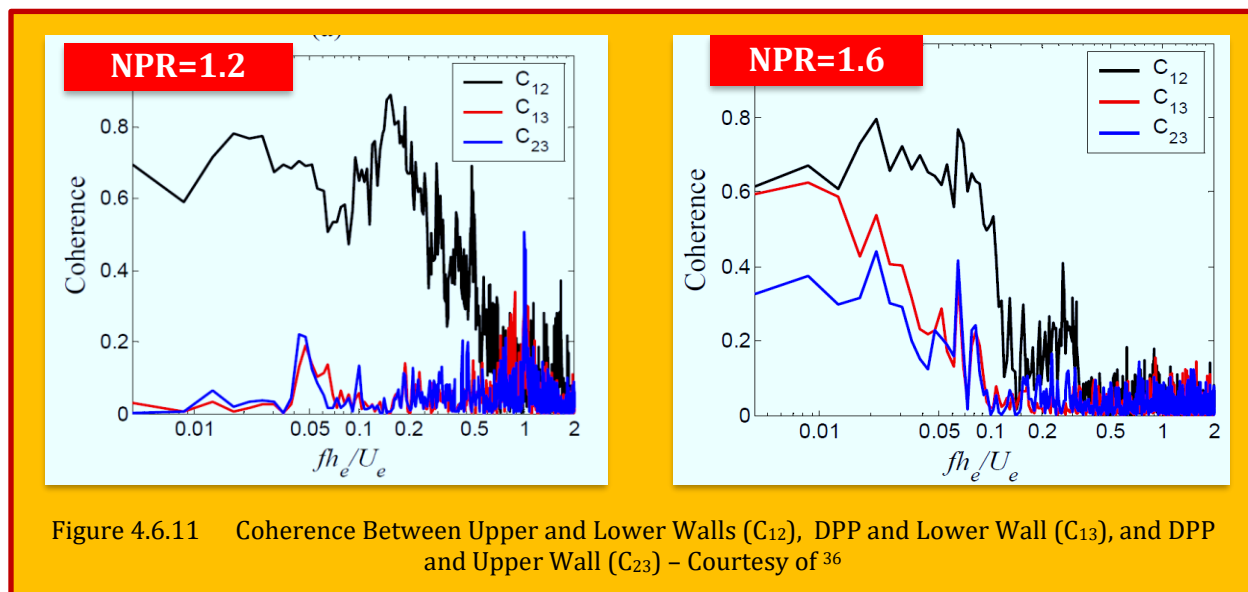 NPR=1.2
C12
C13
C23
0.8
0.6
0.4
0.2
0
Coherence
0.01
0.05
0.1
0.2
0.5
1
2
fhe/Ue
NPR=1.6
C12
C13
C23
0.8
0.6
0.4
0.2
0
Coherence
0.01
0.05
0.1
0.2
0.5
1
2
fhe/Ue
Figure 4.6.11 Coherence Between Upper and Lower Walls (C12), DPP and Lower Wall (C13), and DPP
and Upper Wall (C23) – Courtesy of 36